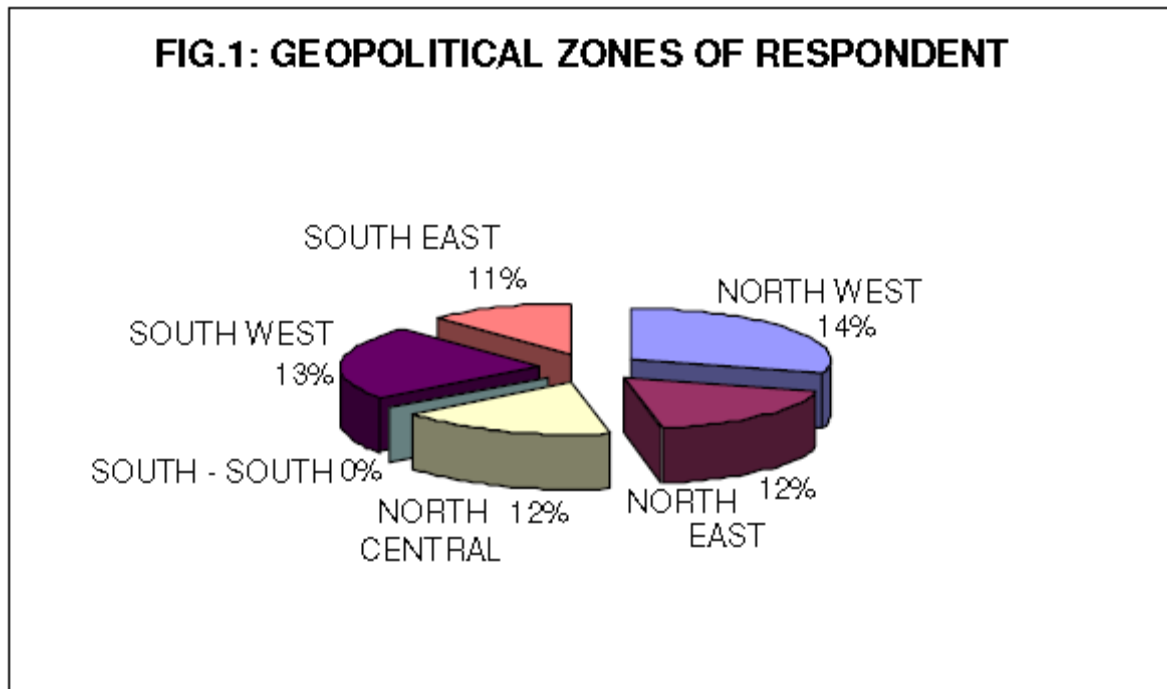 FIG.1: GEOPOLITICAL ZONES OF RESPONDENT
SOUTH EAST
11%
NORTH WEST
14%
SOUTH WEST
13%
SOUTH - SOUTH 0%
NORTH
CENTRAL
12%
NORTH
EAST
12%